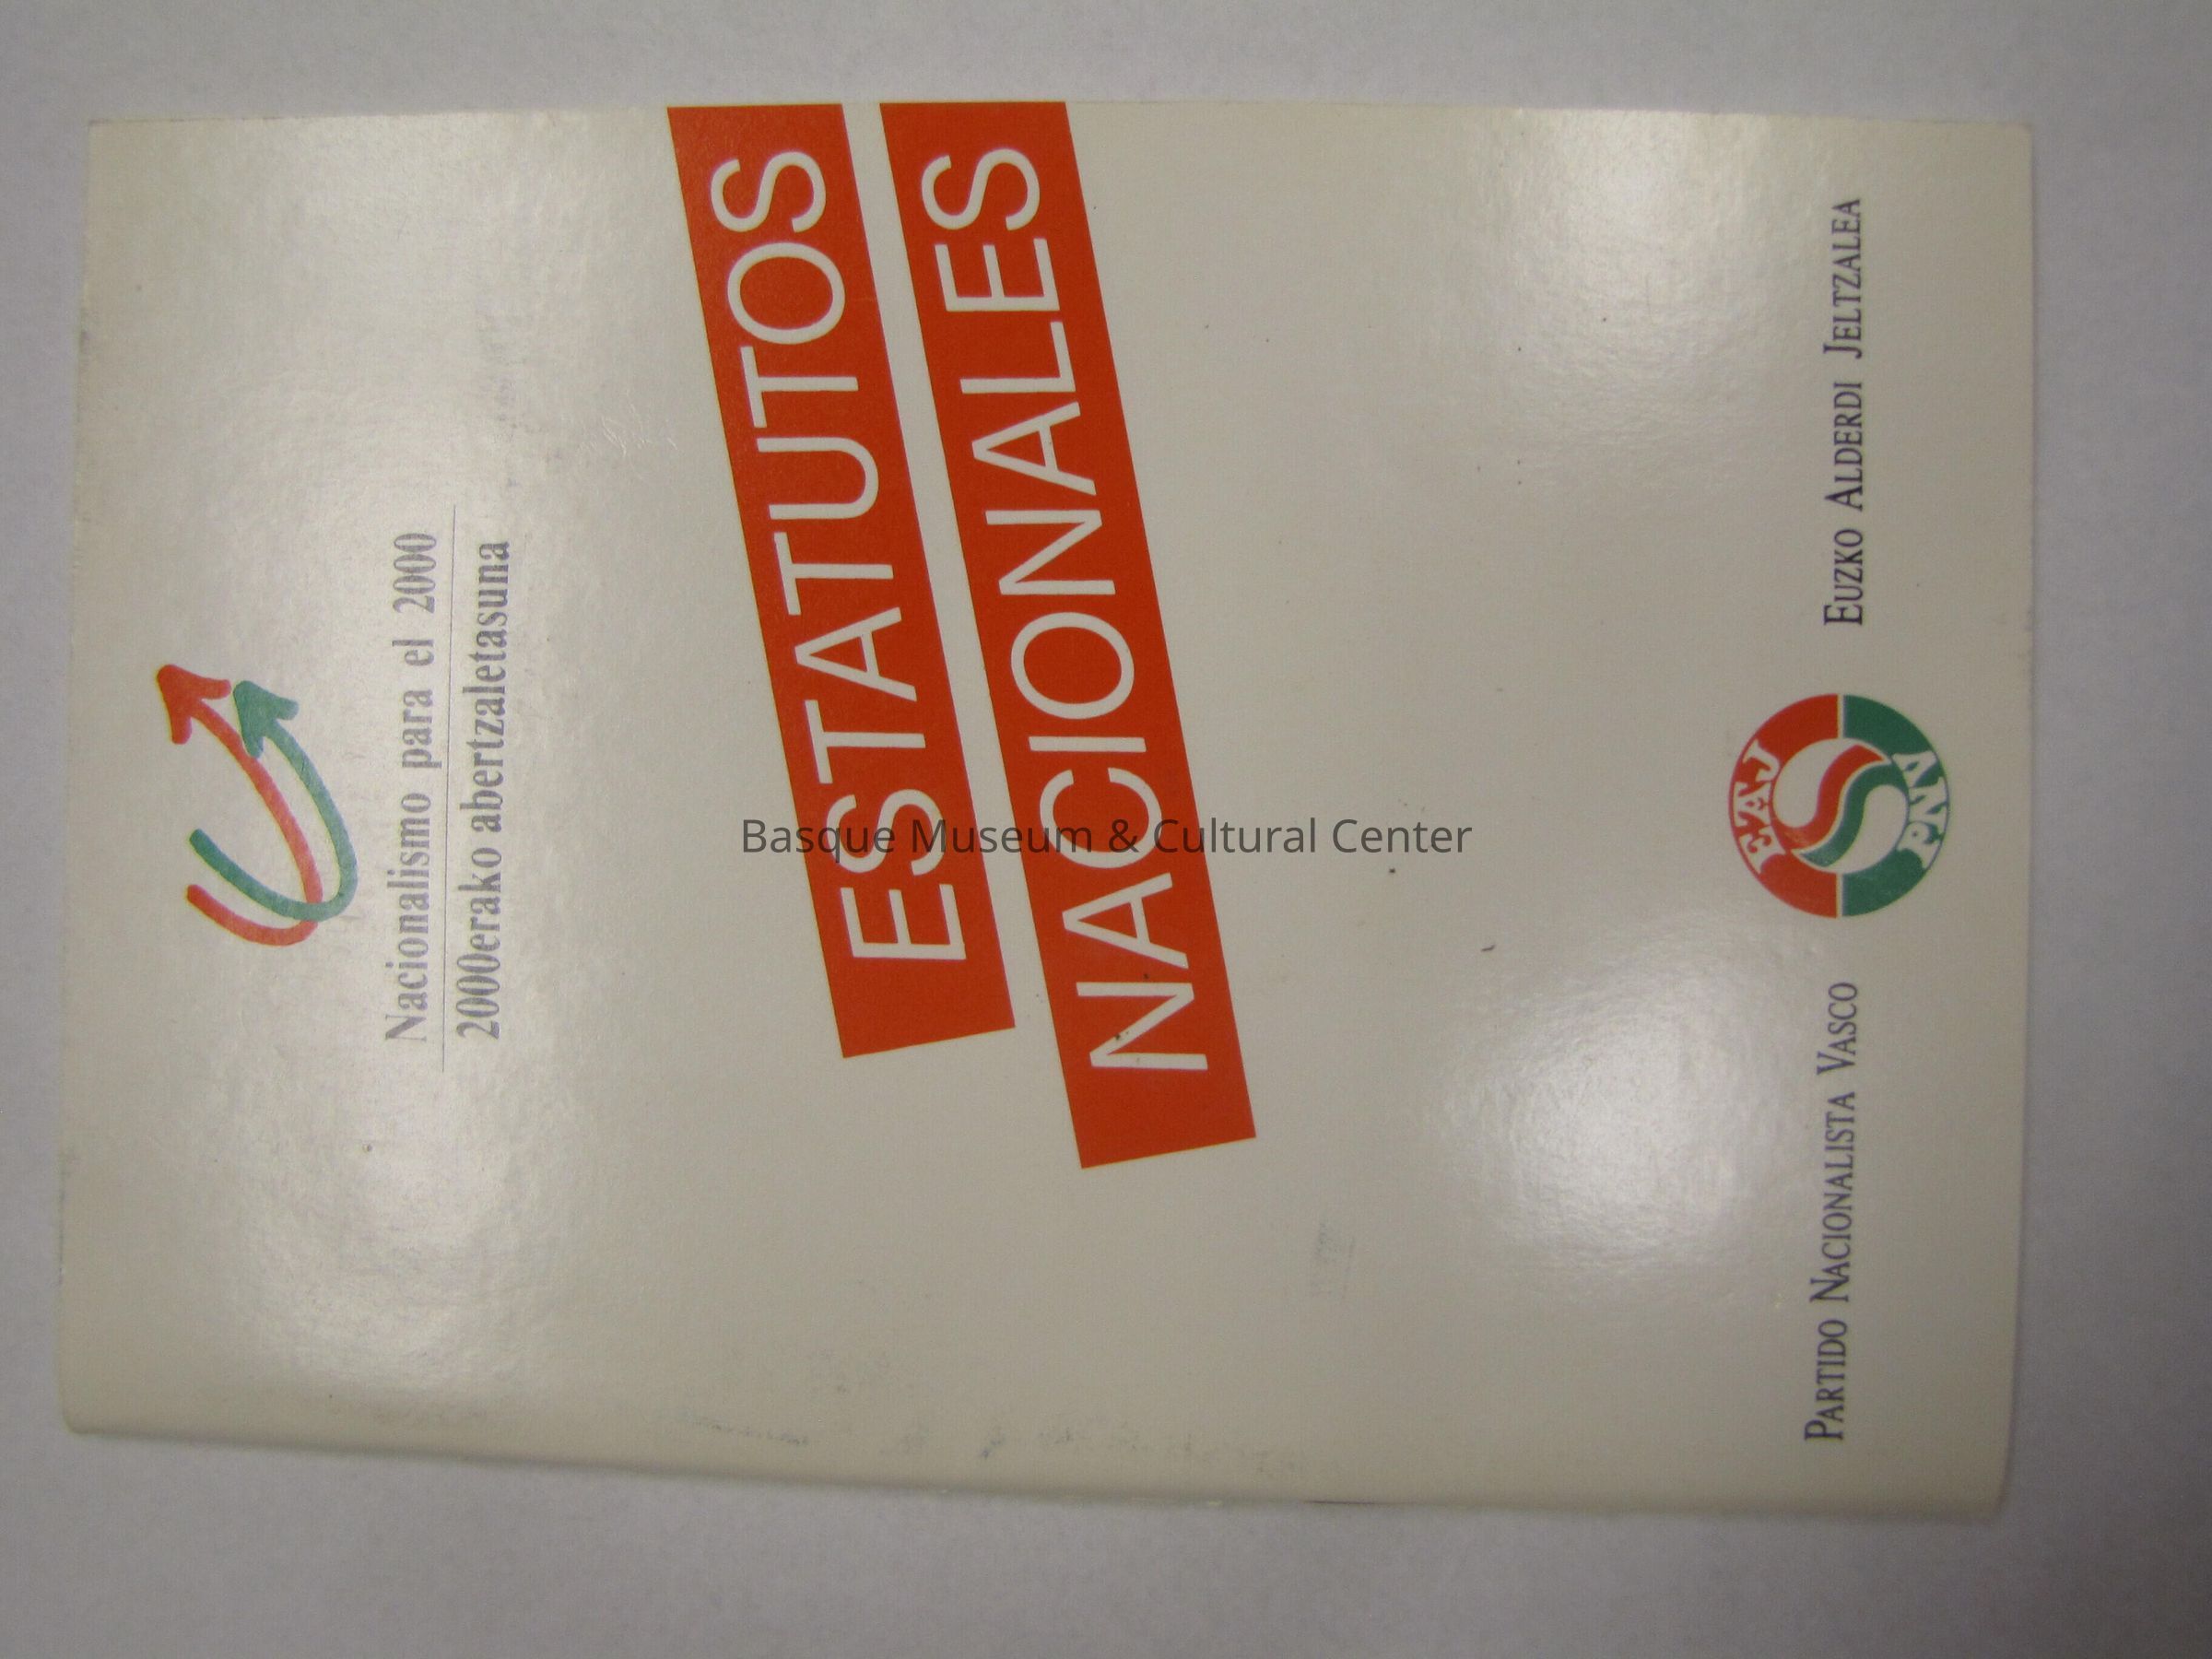 Nacionalismo para el 2000
2000erako abertzaletasuna
ESTATUTOS
NACIONALES
PARTIDO NACIONALISTA VASCO
EAJ
PNV
EUZKO ALDERDI JELTZALEA
Basque Museum & Cultural Center